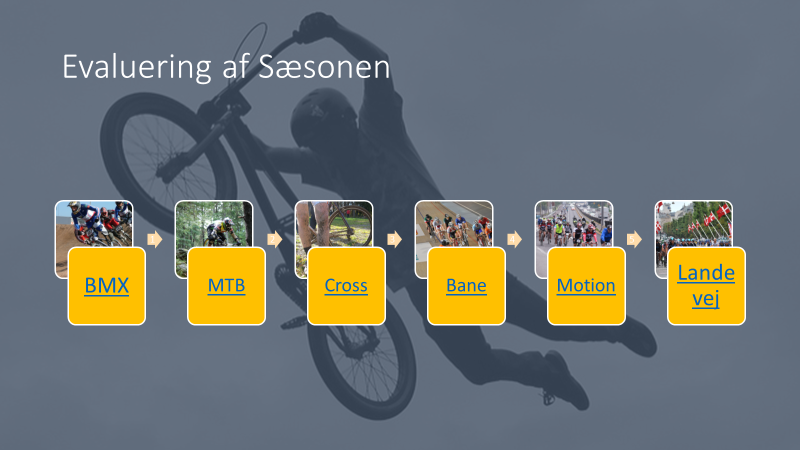 Evaluering af Sæsonen
BMX
MTB
Cross
Bane
Motion
Lande
vej